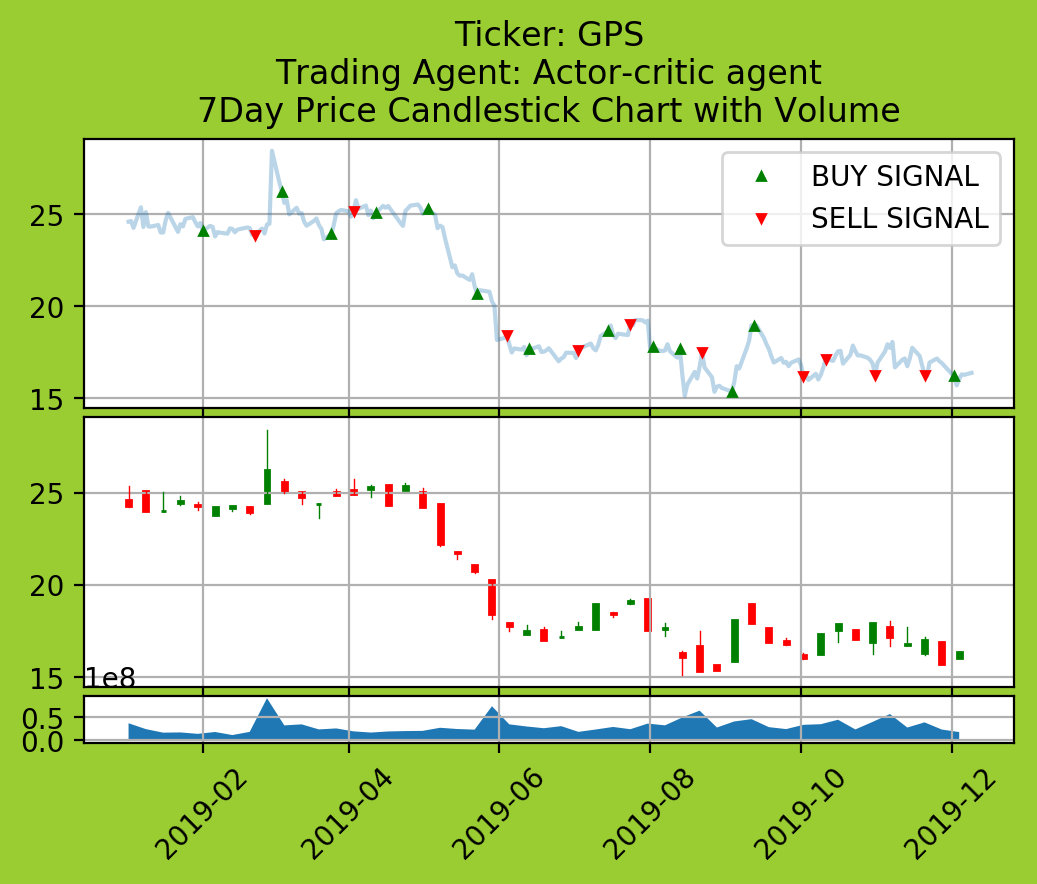 Ticker: GPS
Trading Agent: Actor-critic agent
7Day Price Candlestick Chart with Volume
BUY SIGNAL
SELL SIGNAL
25
20
15
25
20
15
1e8
0.5
0.0
2019-02
2019-04
2019-06
2019-08
2019-10
2019-12